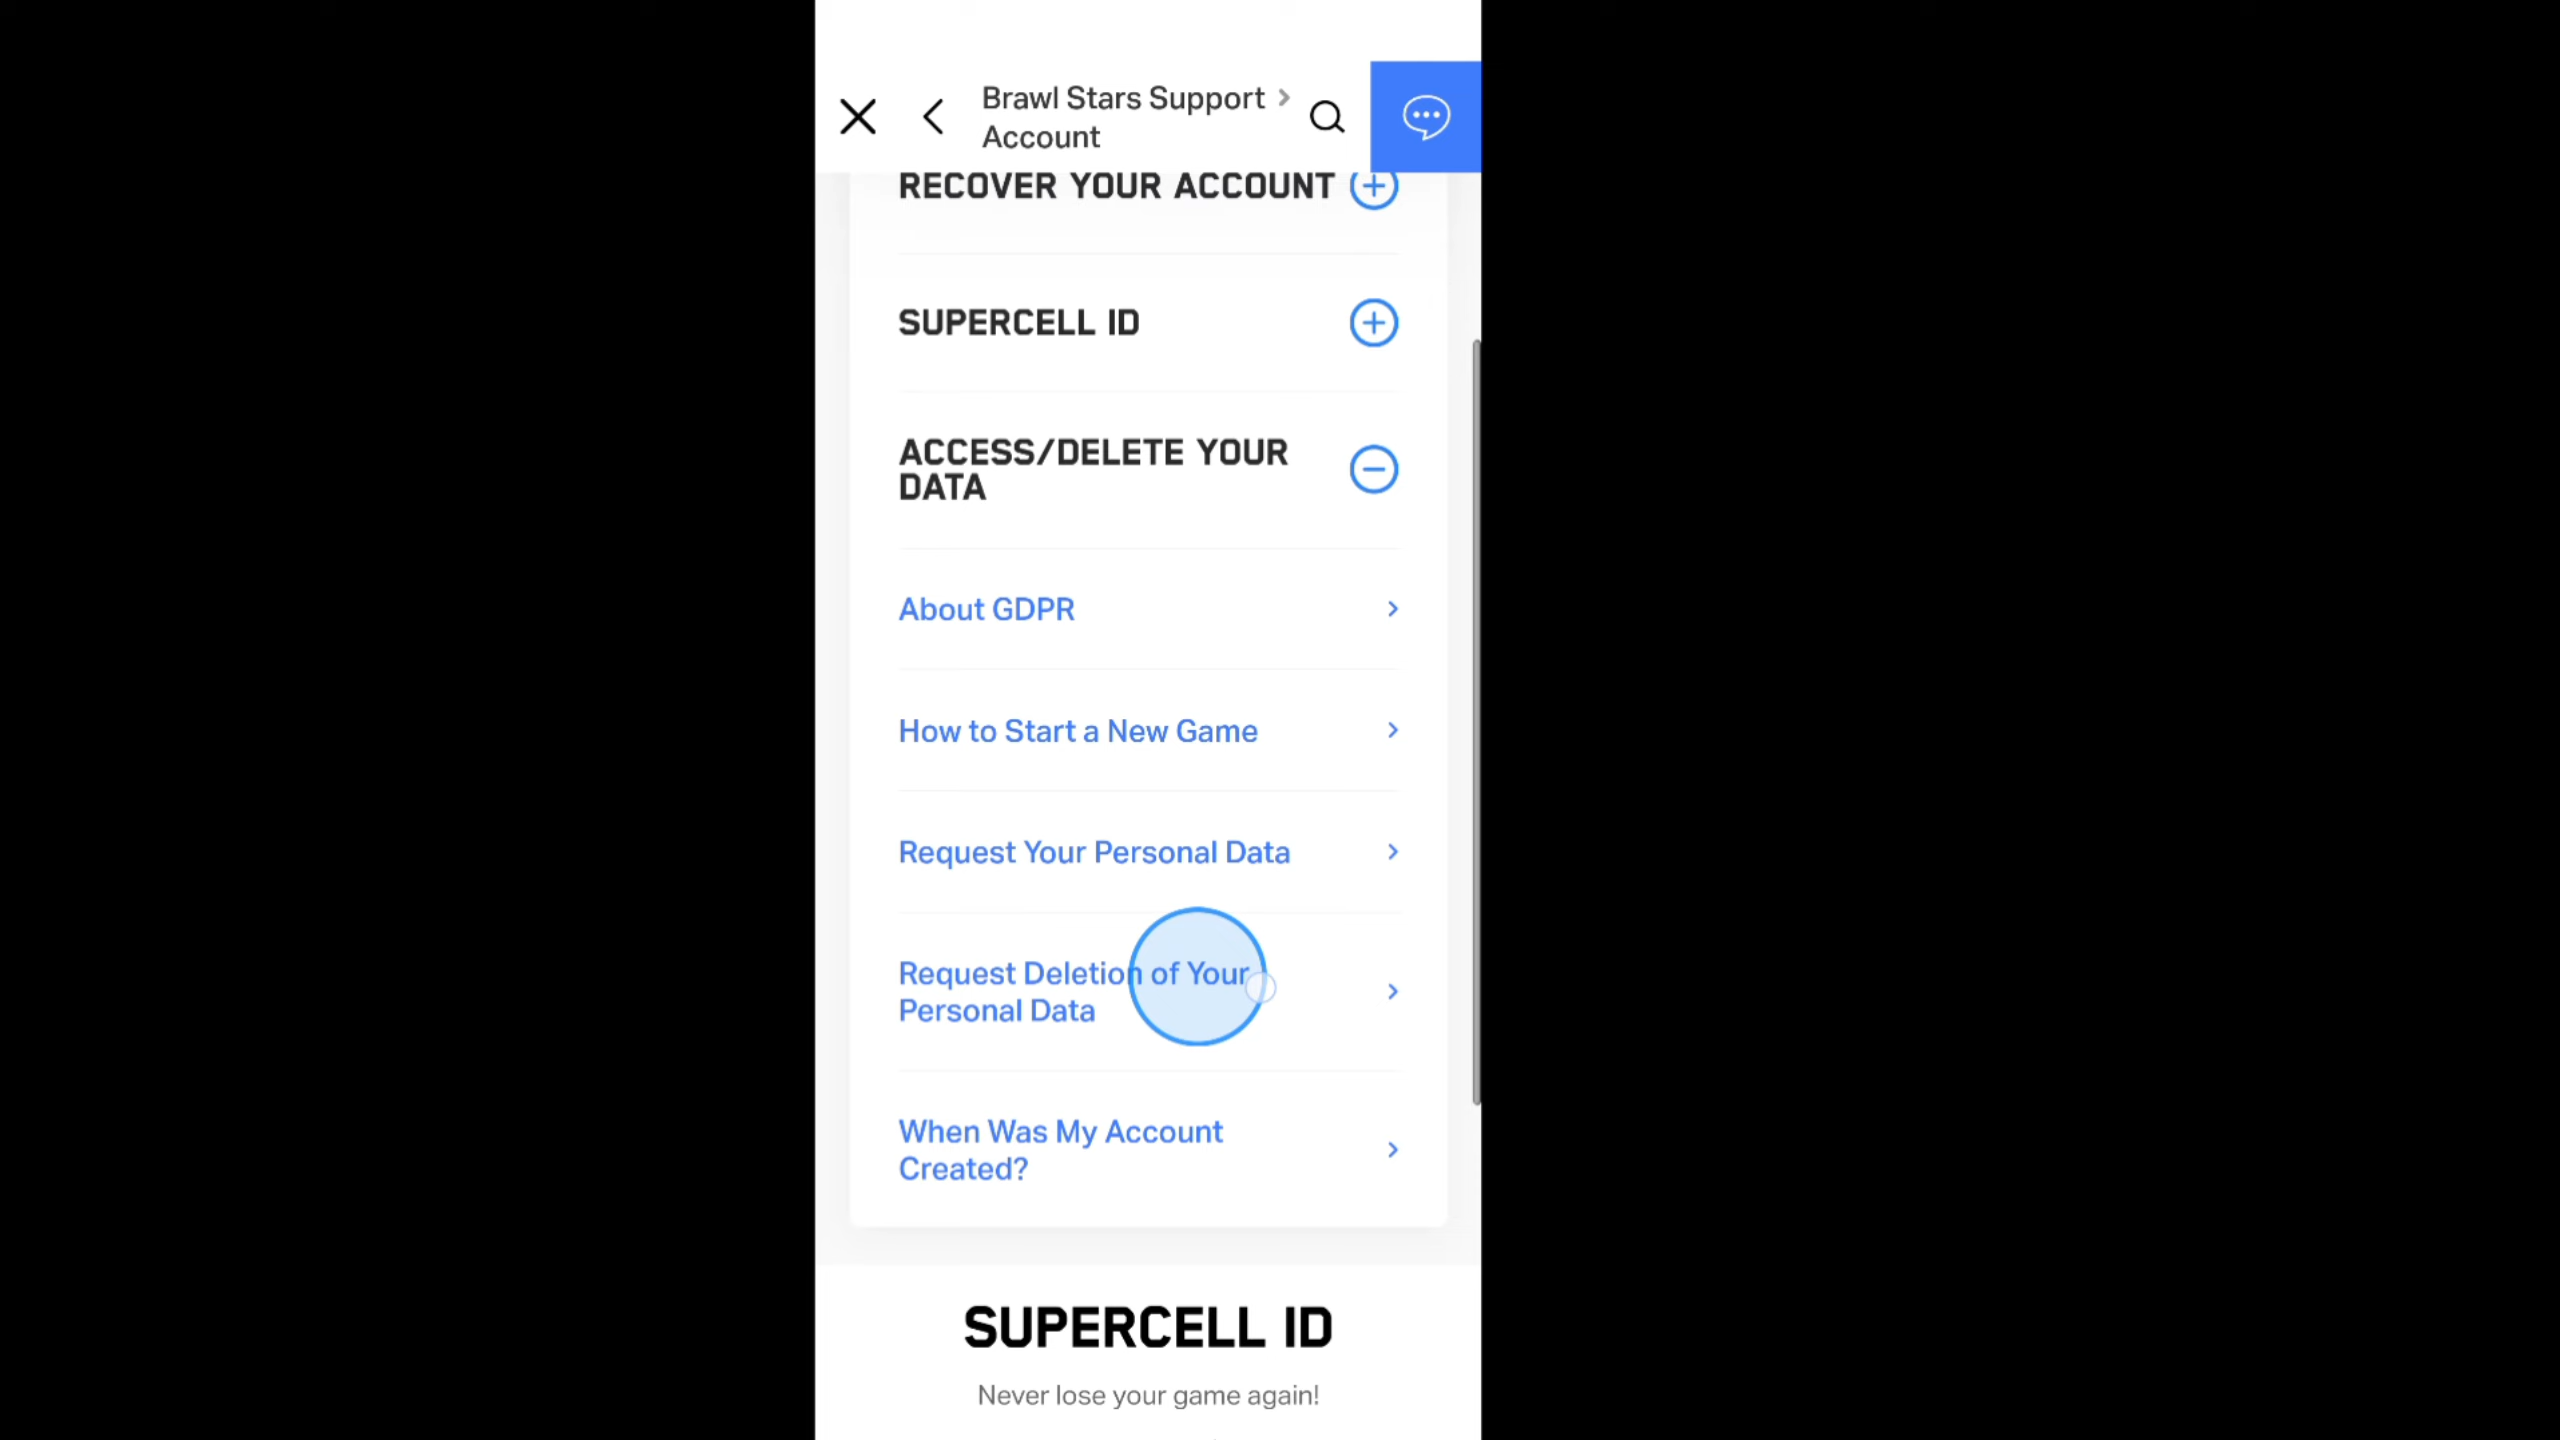 Brawl Stars Support >
Account
RECOVER YOUR ACCOUNT
SUPERCELL ID
ACCESS/DELETE YOUR
DATA
About GDPR
How to Start a New Game
Request Your Personal Data
Request Deletion of Your
Personal Data
When Was My Account
Created?
SUPERCELL ID
Never lose your game again!